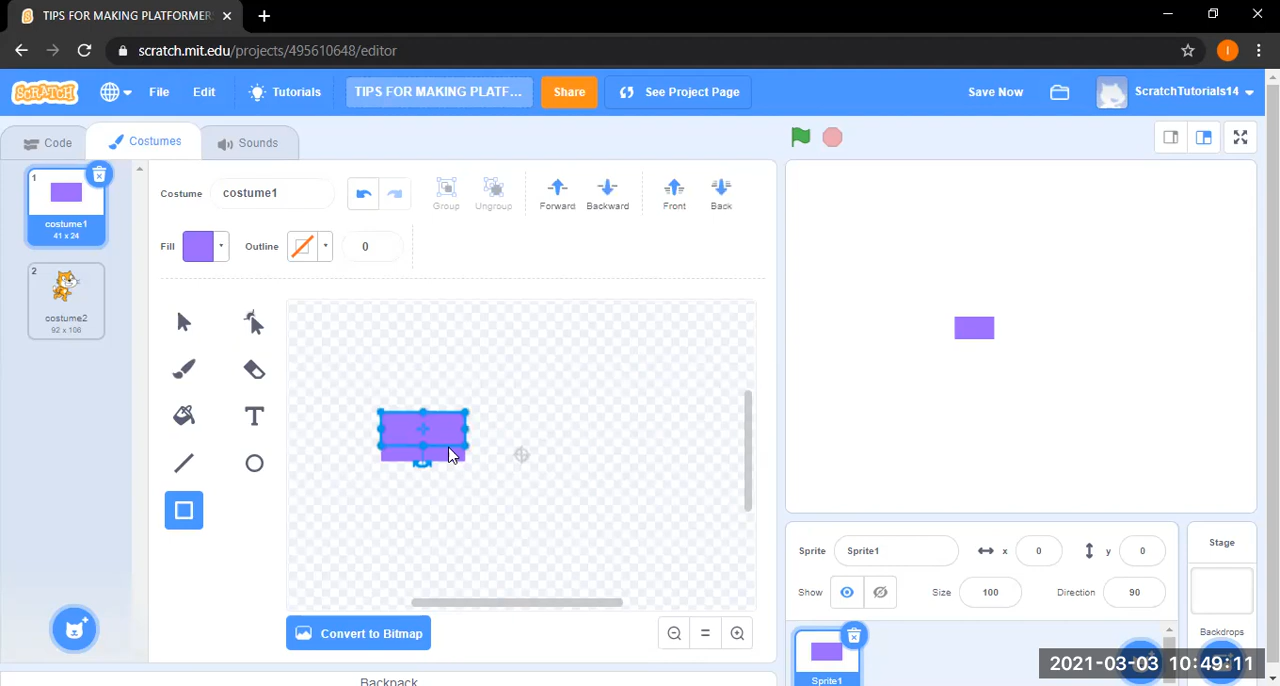 TIPS FOR MAKING PLATFORMER
scratch.mit.edu/projects/495610648/editor
I
SCRATCH
File
Edit
Tutorials
TIPS FOR MAKING PLATF...
Share
See Project Page
Save Now
ScratchTutorials14
Code
Costumes
Sounds
1
costume1
41 x 24
2
costume2
92 x 106
Costume
costume1
Group
Ungroup
Forward
Backward
Front
Back
Fill
Outline
0
T
Convert to Bitmap
Backpack
Sprite
Sprite1
x
0
y
0
Show
Size
100
Direction
90
Stage
Backdrops
Sprite1
2021-03-03 10:49:11